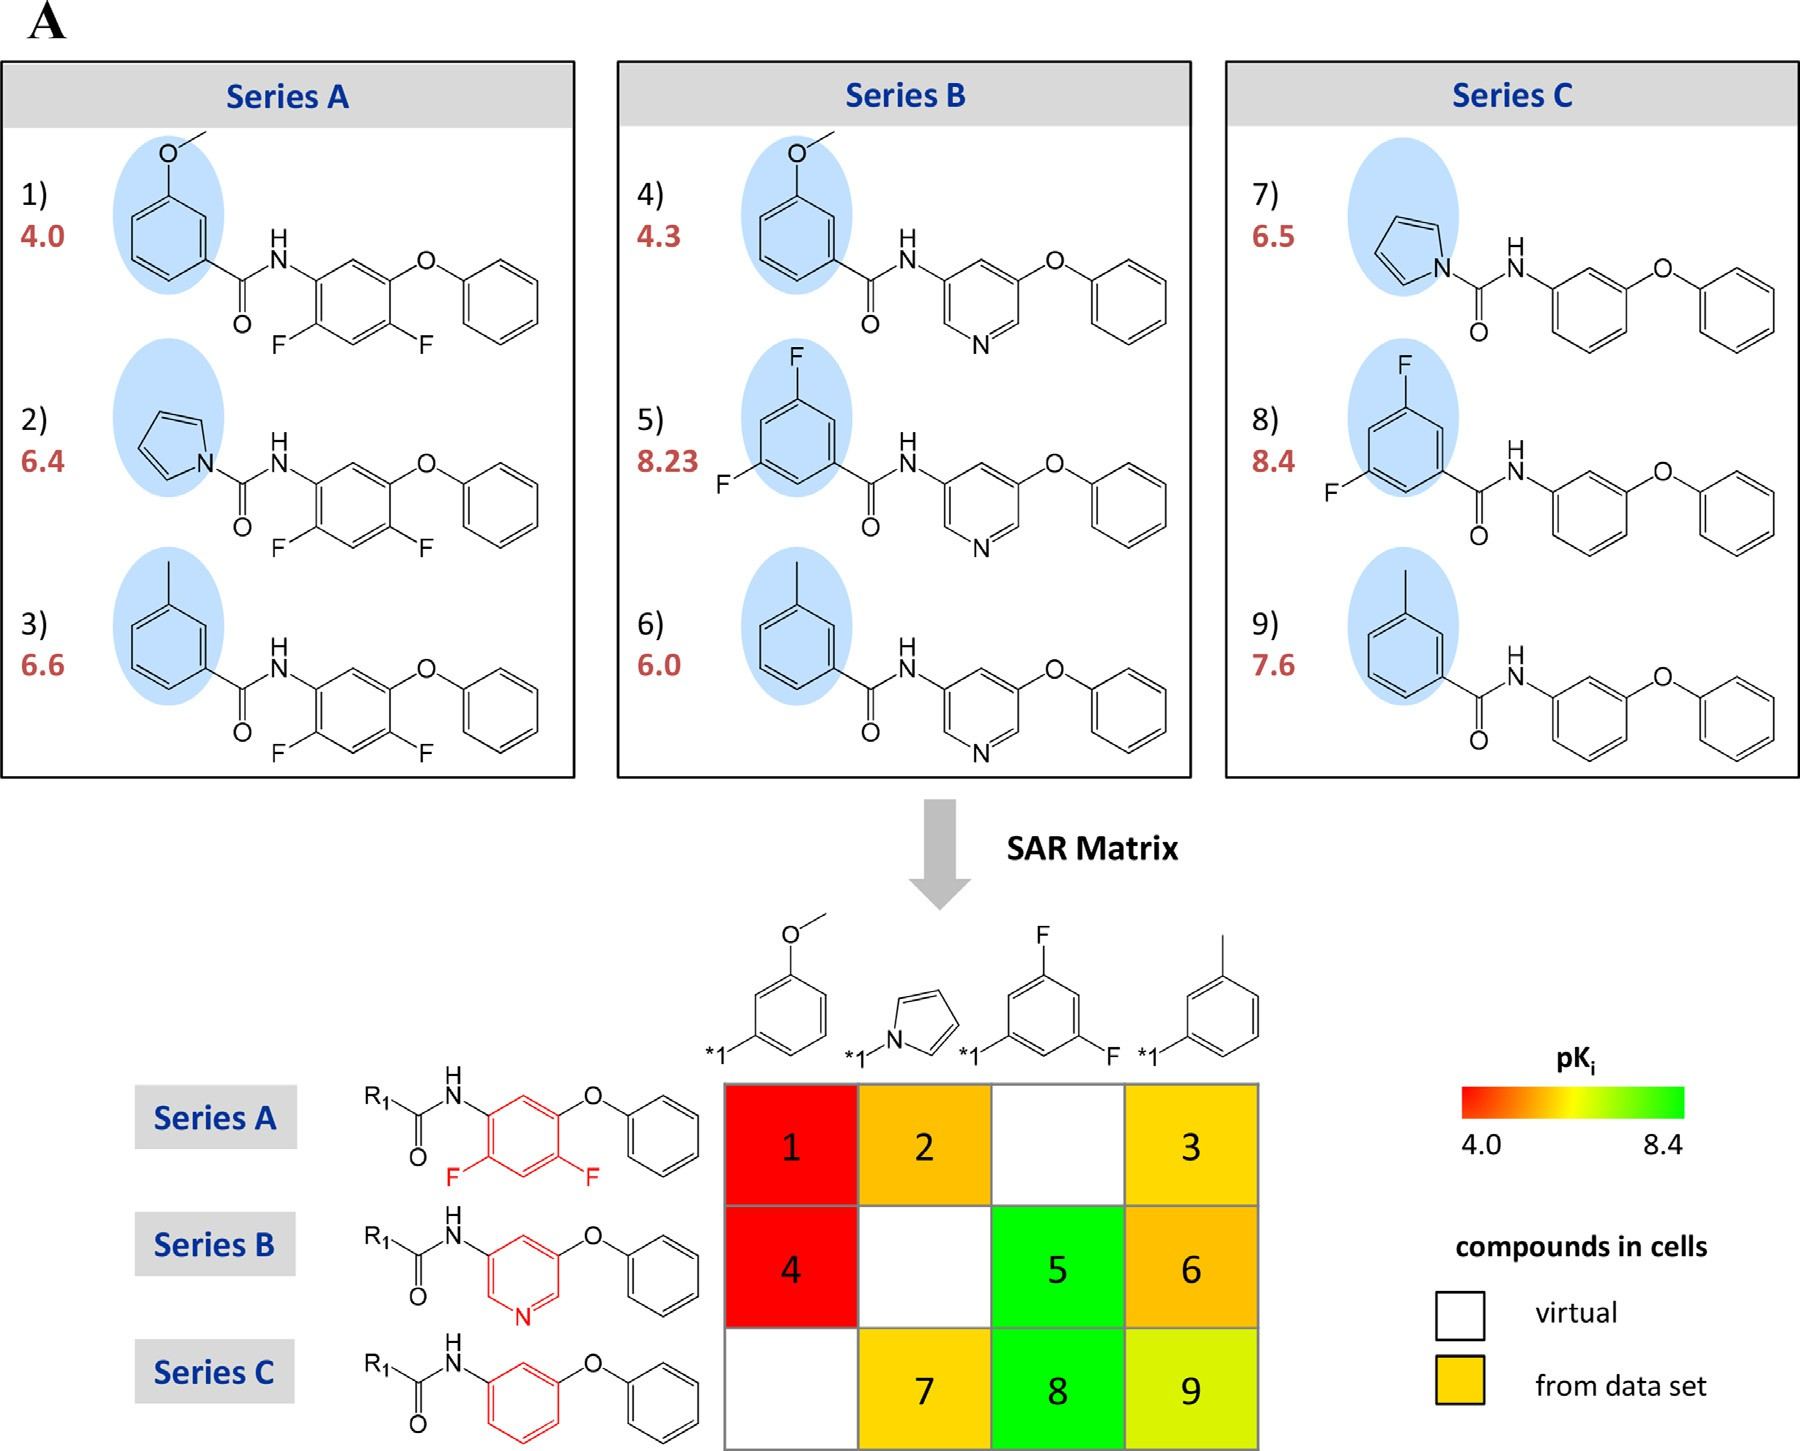 A
Series A
1)
4.0
O
H
N
O
O
F
F
2)
6.4
N
H
N
O
O
F
F
3)
6.6
H
N
O
O
F
F
Series B
4)
4.3
O
H
N
O
O
N
5)
8.23
F
F
H
N
O
O
N
6)
6.0
H
N
O
O
N
Series C
7)
6.5
N
H
N
O
O
8)
8.4
F
F
H
N
O
O
9)
7.6
H
N
O
O
SAR Matrix
O
*1
N
*1
F
F
*1
*1
Series A
R1
H
N
O
O
F
F
1 2 3
Series B
R1
H
N
O
O
N
4 5 6
Series C
R1
H
N
O
O
7 8 9
pKi
4.0 8.4
compounds in cells
virtual
from data set